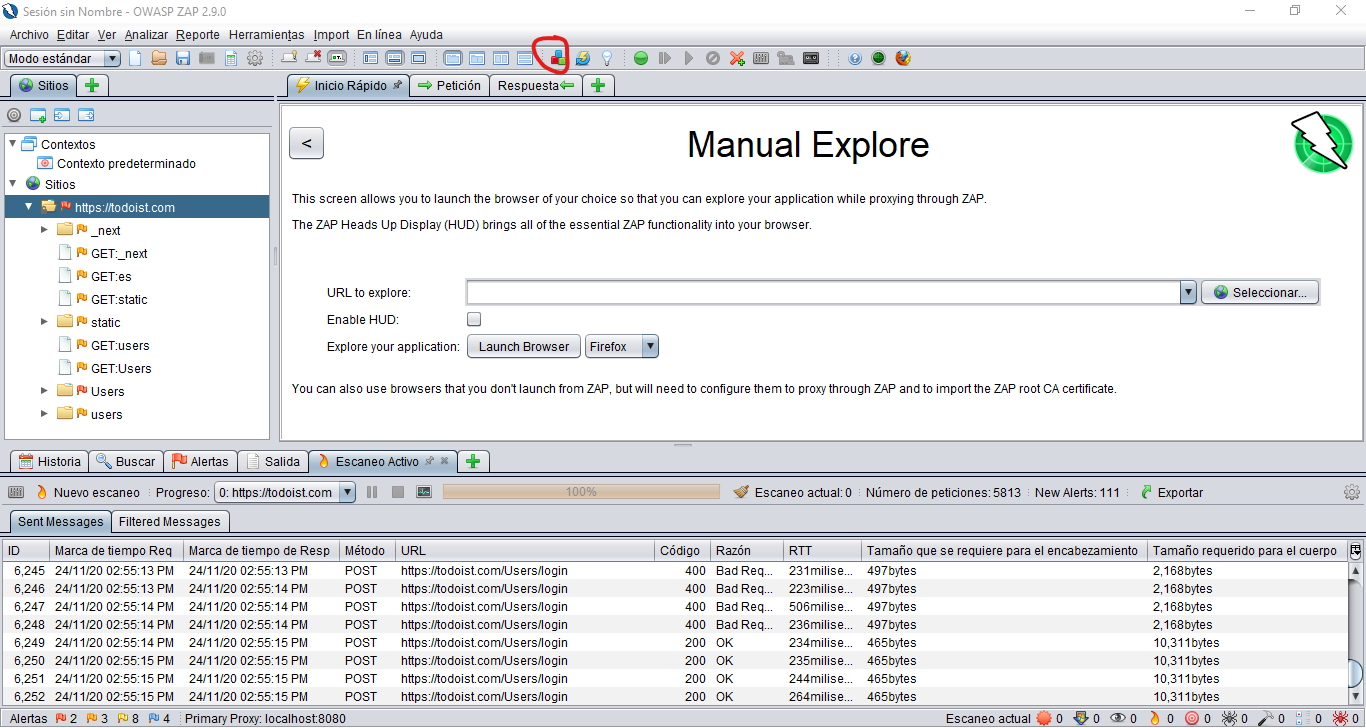 Sesión sin Nombre - OWASP ZAP 2.9.0
Archivo Editar Ver Analizar Reporte Herramientas Import En línea Ayuda
Modo estándar
Sitios
Inicio Rápido
Petición
Respuesta
<
Manual Explore
Contextos
Contexto predeterminado
Sitios
https://todoist.com
_next
GET:_next
GET:es
GET:static
static
GET:users
GET:Users
Users
users
This screen allows you to launch the browser of your choice so that you can explore your application while proxying through ZAP.
The ZAP Heads Up Display (HUD) brings all of the essential ZAP functionality into your browser.
URL to explore:
Seleccionar...
Enable HUD:
Explore your application: Launch Browser Firefox
You can also use browsers that you don't launch from ZAP, but will need to configure them to proxy through ZAP and to import the ZAP root CA certificate.
Historia Buscar Alertas Salida Escaneo Activo
Nuevo escaneo Progreso: 0: https://todoist.com 100% Escaneo actual: 0 Número de peticiones: 5813 New Alerts: 111 Exportar
Sent Messages Filtered Messages
ID Marca de tiempo Req Marca de tiempo de Resp Método URL Código Razón RTT Tamaño que se requiere para el encabezamiento Tamaño requerido para el cuerpo
6,245 24/11/20 02:55:13 PM 24/11/20 02:55:13 PM POST https://todoist.com/Users/login 400 Bad Req... 231milise... 497bytes 2,168bytes
6,246 24/11/20 02:55:13 PM 24/11/20 02:55:14 PM POST https://todoist.com/Users/login 400 Bad Req... 223milise... 497bytes 2,168bytes
6,247 24/11/20 02:55:14 PM 24/11/20 02:55:14 PM POST https://todoist.com/Users/login 400 Bad Req... 506milise... 497bytes 2,168bytes
6,248 24/11/20 02:55:14 PM 24/11/20 02:55:14 PM POST https://todoist.com/Users/login 400 Bad Req... 236milise... 497bytes 2,168bytes
6,249 24/11/20 02:55:15 PM 24/11/20 02:55:15 PM POST https://todoist.com/Users/login 200 OK 234milise... 465bytes 10,311bytes
6,250 24/11/20 02:55:15 PM 24/11/20 02:55:15 PM POST https://todoist.com/Users/login 200 OK 235milise... 465bytes 10,311bytes
6,251 24/11/20 02:55:15 PM 24/11/20 02:55:15 PM POST https://todoist.com/Users/login 200 OK 244milise... 465bytes 10,311bytes
6,252 24/11/20 02:55:15 PM 24/11/20 02:55:15 PM POST https://todoist.com/Users/login 200 OK 264milise... 465bytes 10,311bytes
Alertas 2 3 8 4 Primary Proxy: localhost:8080 Escaneo actual 0 0 0 0 0 0 0 0 0